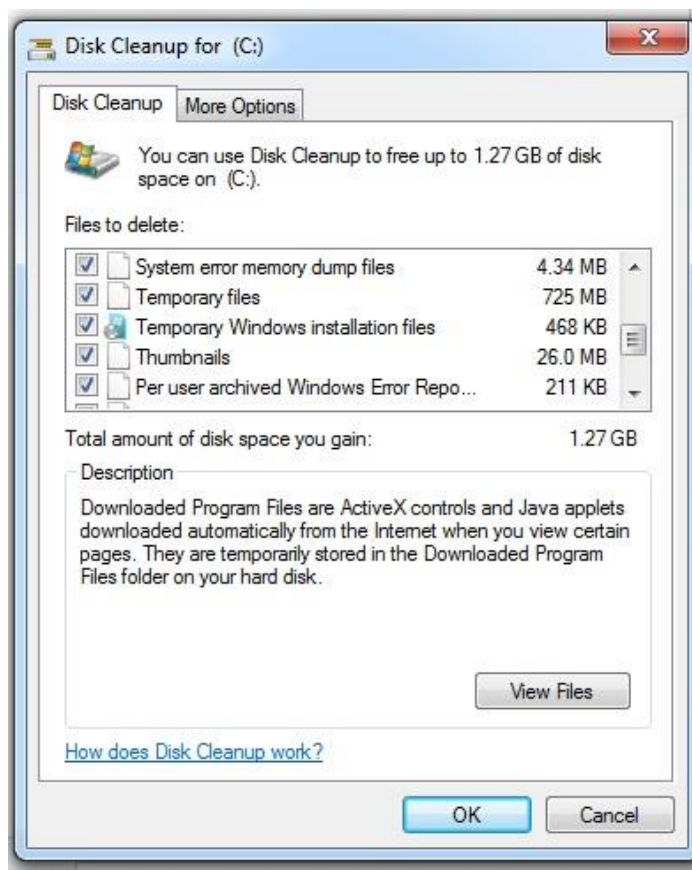 Disk Cleanup for (C:)
Disk Cleanup
More Options
You can use Disk Cleanup to free up to 1.27 GB of disk
space on (C:).
Files to delete:
System error memory dump files 4.34 MB
Temporary files 725 MB
Temporary Windows installation files 468 KB
Thumbnails 26.0 MB
Per user archived Windows Error Repo... 211 KB
Total amount of disk space you gain: 1.27 GB
Description
Downloaded Program Files are ActiveX controls and Java applets
downloaded automatically from the Internet when you view certain
pages. They are temporarily stored in the Downloaded Program
Files folder on your hard disk.
View Files
How does Disk Cleanup work?
OK
Cancel